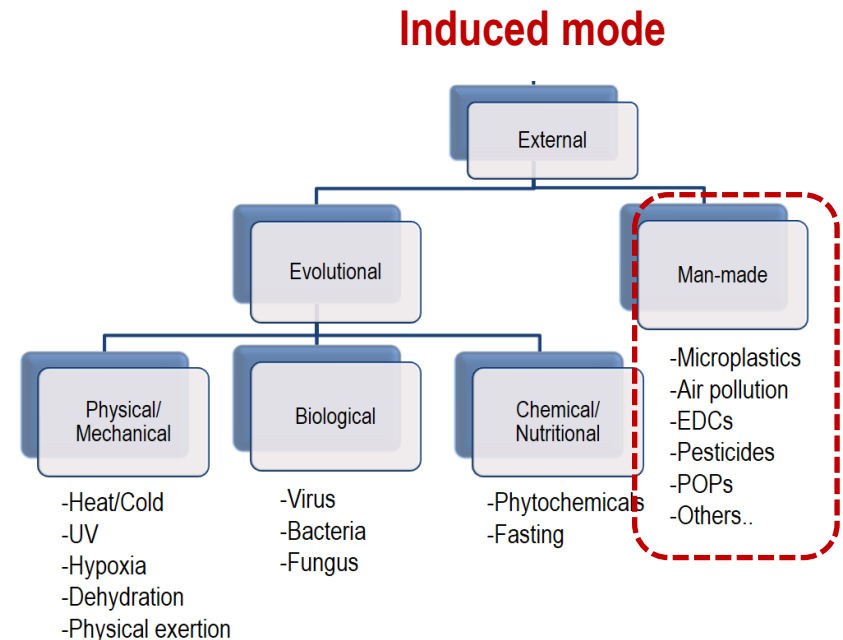 Induced mode
External
Evolutional
Man-made
-Microplastics
-Air pollution
-EDCs
-Pesticides
-POPs
-Others..
Physical/
Mechanical
Biological
Chemical/
Nutritional
-Heat/Cold
-UV
-Hypoxia
-Dehydration
-Physical exertion
-Virus
-Bacteria
-Fungus
-Phytochemicals
-Fasting